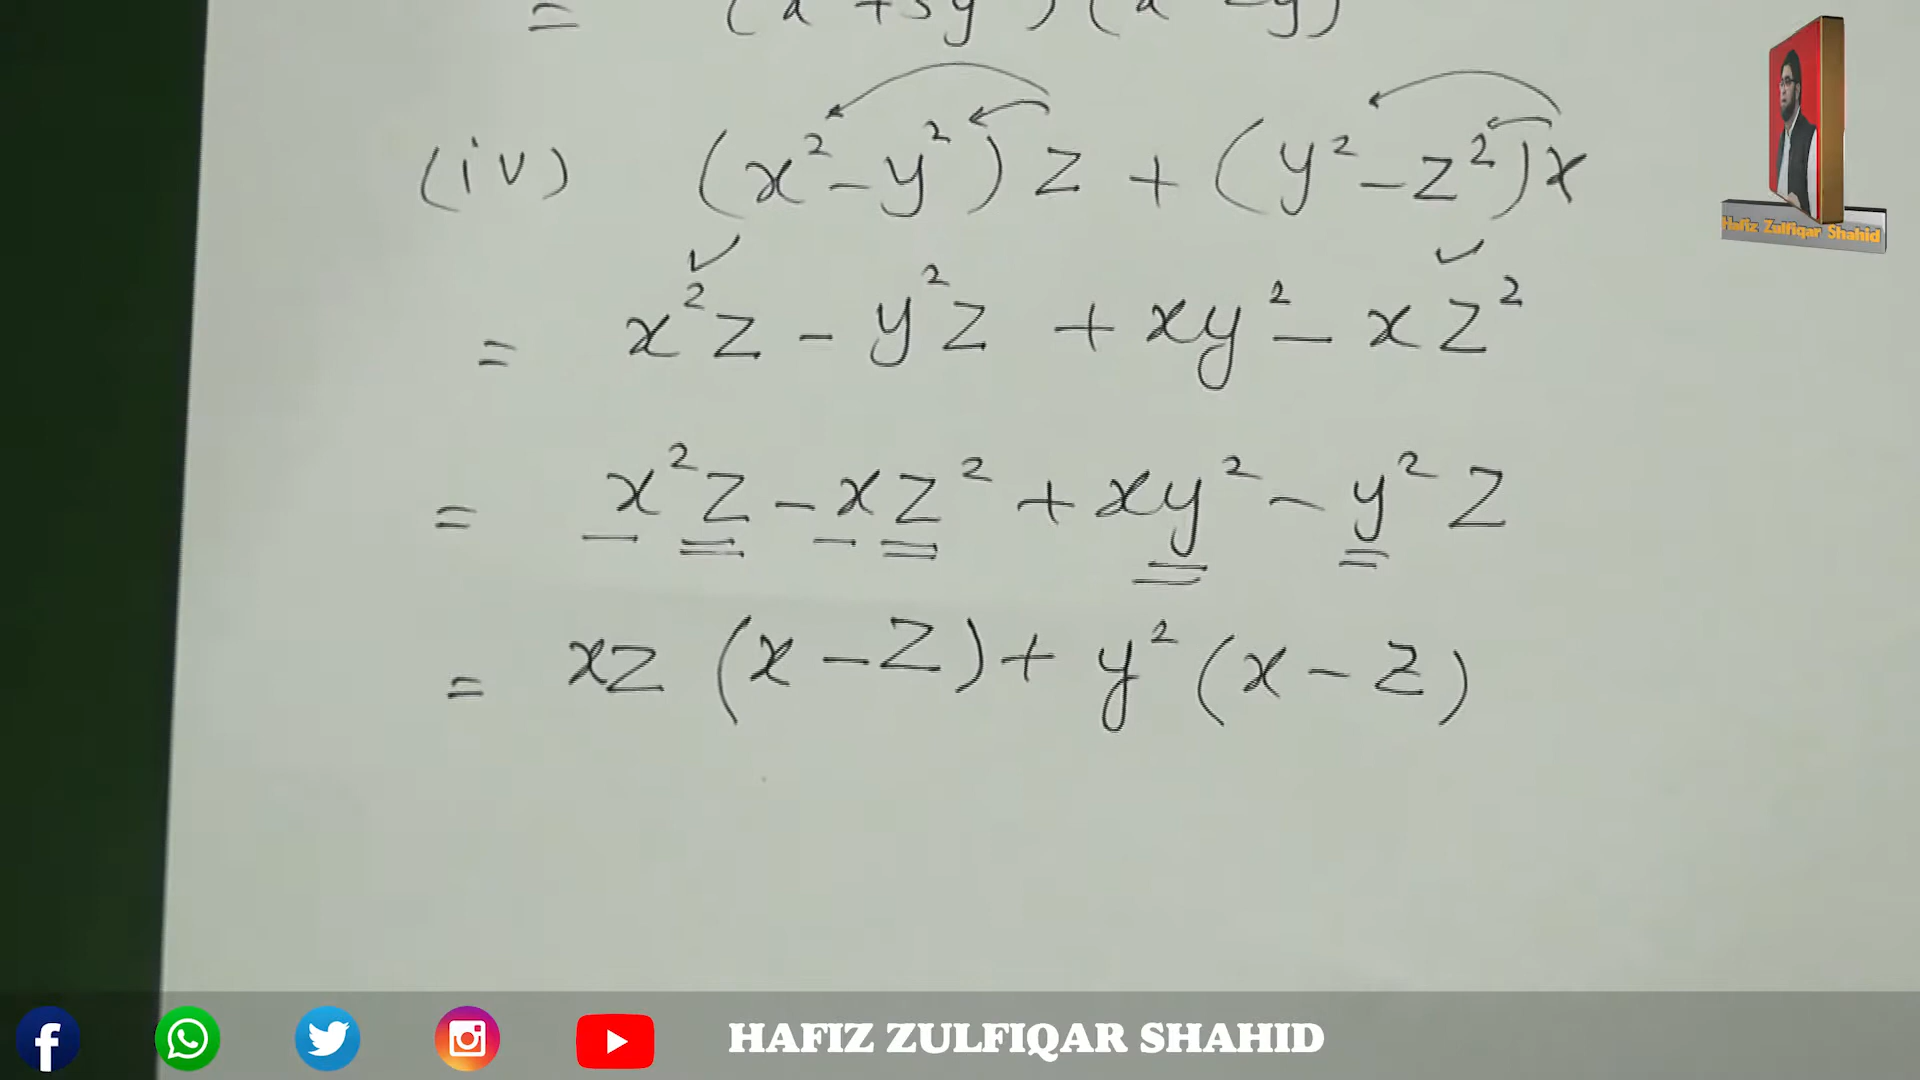 = (x + 3y ) (x - y)
(iv) (x² - y²) z + (y² - z²) x
= x²z - y²z + xy² - xz²
= x²z - xz² + xy² - y²z
= xz (x - z) + y² (x - z)
Hafiz Zulfiqar Shahid
HAFIZ ZULFIQAR SHAHID